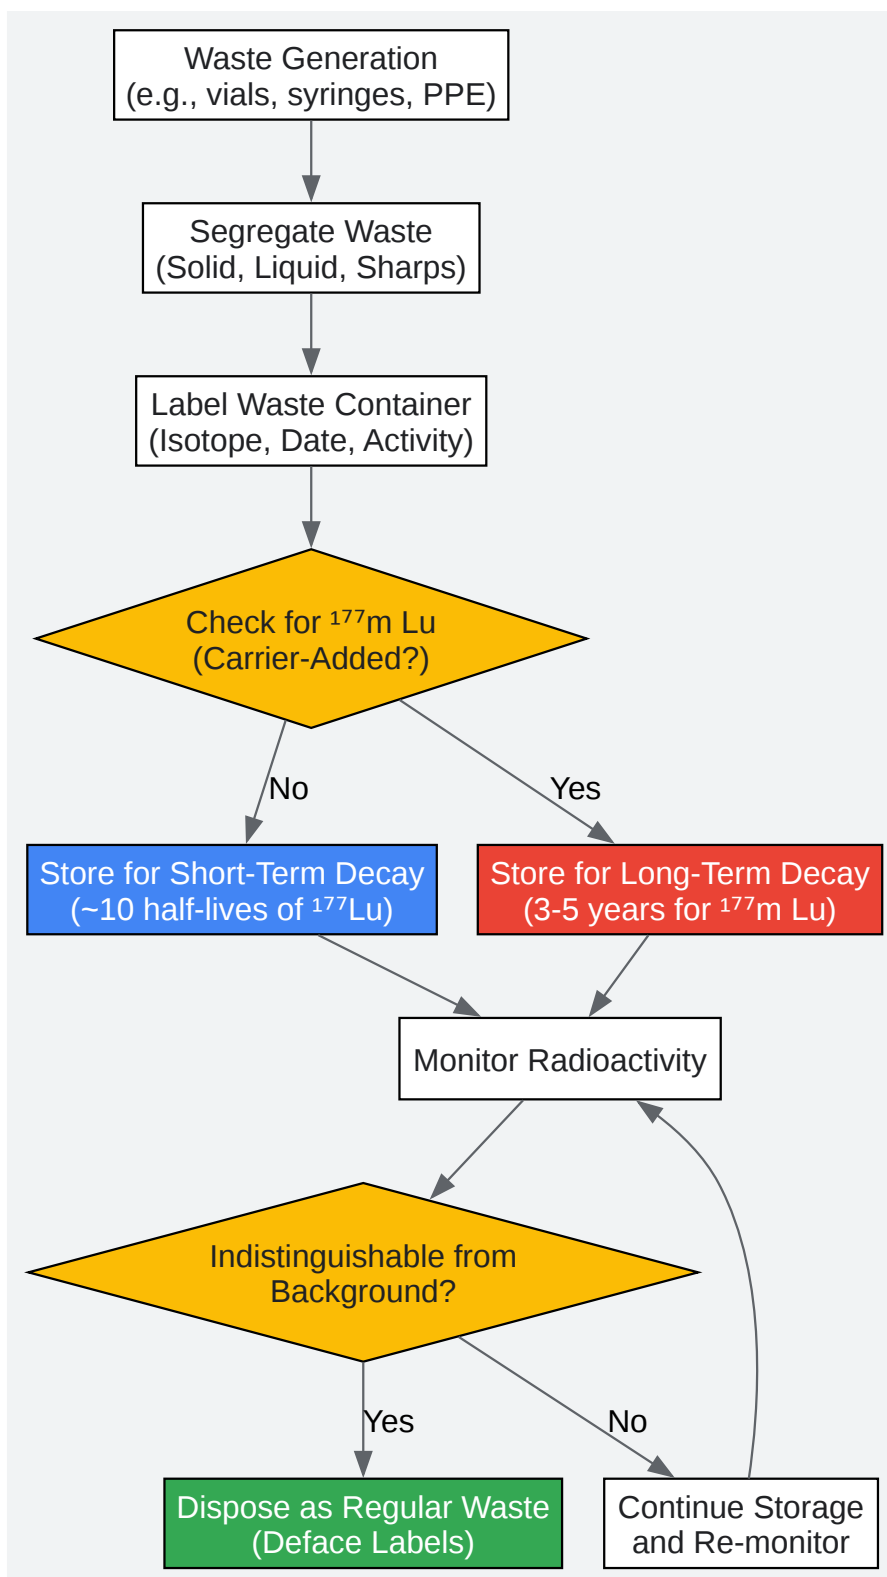 Waste Generation
(e.g., vials, syringes, PPE)
Segregate Waste
(Solid, Liquid, Sharps)
Label Waste Container
(Isotope, Date, Activity)
Check for ¹⁷⁷m Lu
(Carrier-Added?)
No
Yes
Store for Short-Term Decay
(~10 half-lives of ¹⁷⁷Lu)
Store for Long-Term Decay
(3-5 years for ¹⁷⁷m Lu)
Monitor Radioactivity
Indistinguishable from
Background?
Yes
No
Dispose as Regular Waste
(Deface Labels)
Continue Storage
and Re-monitor